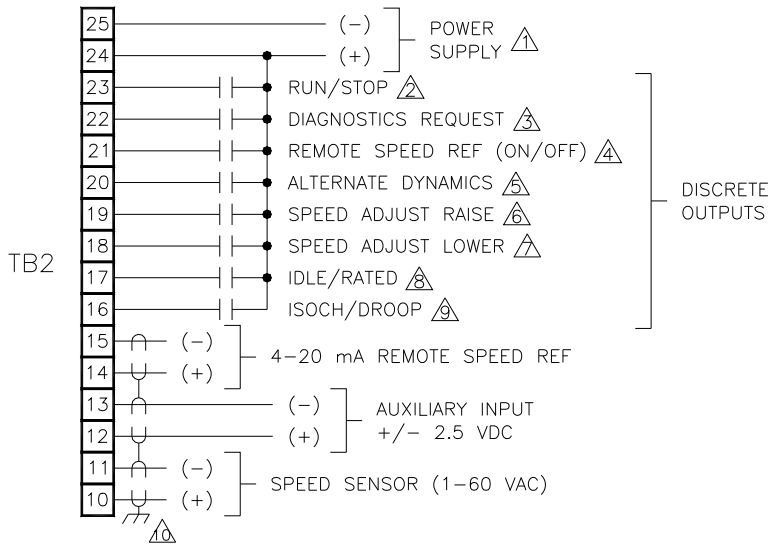 25 (-) POWER
24 (+) SUPPLY 1
23 RUN/STOP 2
22 DIAGNOSTICS REQUEST 3
21 REMOTE SPEED REF (ON/OFF) 4
20 ALTERNATE DYNAMICS 5
DISCRETE
OUTPUTS
19 SPEED ADJUST RAISE 6
18 SPEED ADJUST LOWER 7
TB2
17 IDLE/RATED 8
16 ISOCH/DROOP 9
15 (-)
4-20 mA REMOTE SPEED REF
14 (+)
13 (-) AUXILIARY INPUT
12 (+) +/- 2.5 VDC
11 (-)
SPEED SENSOR (1-60 VAC)
10 (+)
10